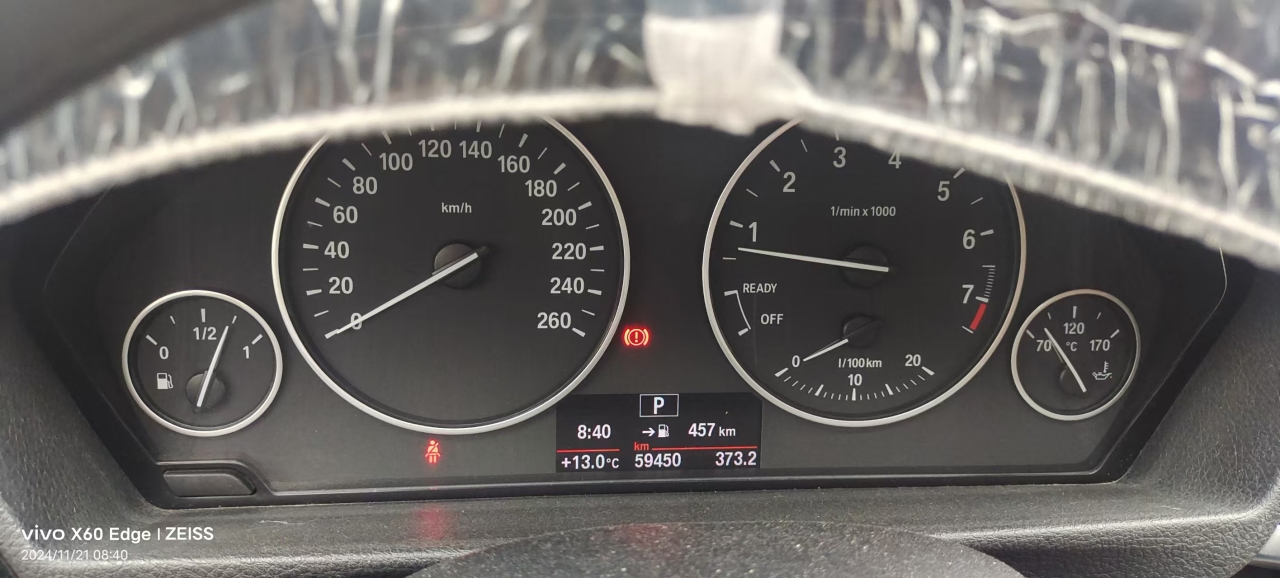 100 120 140 160
80 180
60 km/h 200
40 220
20 240
0 260
3 4
2 5
1/min x 1000
1 6
READY 7
OFF
0 l/100km 20
10
0 1/2 1
120
70 °C 170
P
8:40 → 457 km
km
+13.0°C 59450 373.2
vivo X60 Edge | ZEISS
2024/11/21 08:40